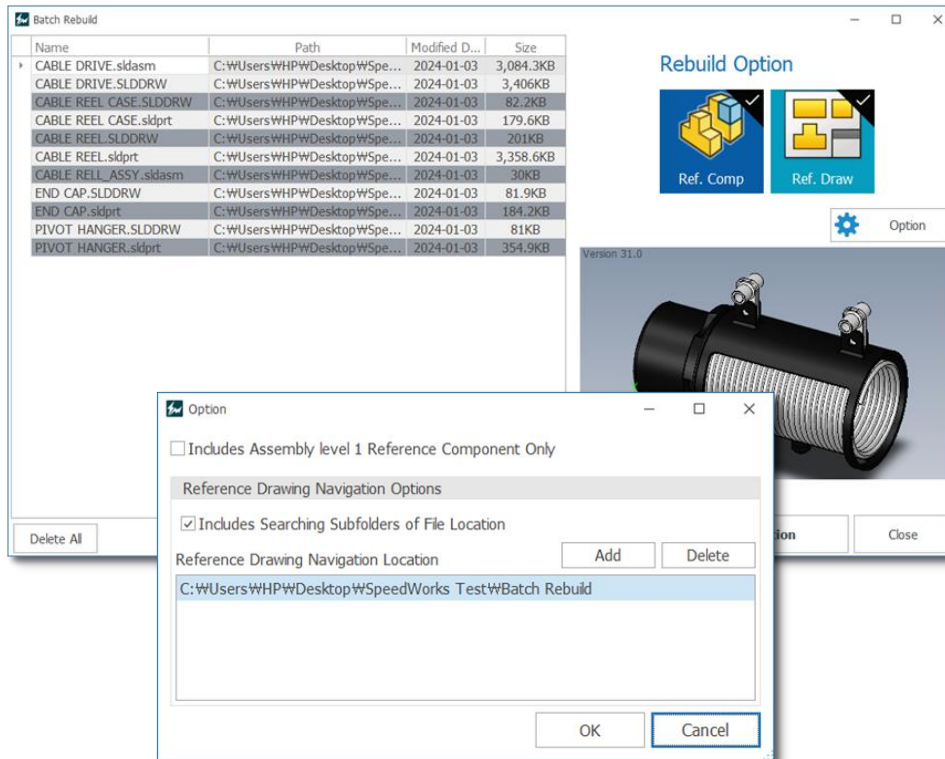 Batch Rebuild
Name Path Modified D... Size
CABLE DRIVE.sldasm C:₩Users₩HP₩Desktop₩Spe... 2024-01-03 3,084.3KB
CABLE DRIVE.SLDDRW C:₩Users₩HP₩Desktop₩Spe... 2024-01-03 3,406KB
CABLE REEL CASE.SLDDRW C:₩Users₩HP₩Desktop₩Spe... 2024-01-03 82.2KB
CABLE REEL CASE.sldprt C:₩Users₩HP₩Desktop₩Spe... 2024-01-03 179.6KB
CABLE REEL.SLDDRW C:₩Users₩HP₩Desktop₩Spe... 2024-01-03 201KB
CABLE REEL.sldprt C:₩Users₩HP₩Desktop₩Spe... 2024-01-03 3,358.6KB
CABLE RELL_ASSY.sldasm C:₩Users₩HP₩Desktop₩Spe... 2024-01-03 30KB
END CAP.SLDDRW C:₩Users₩HP₩Desktop₩Spe... 2024-01-03 81.9KB
END CAP.sldprt C:₩Users₩HP₩Desktop₩Spe... 2024-01-03 184.2KB
PIVOT HANGER.SLDDRW C:₩Users₩HP₩Desktop₩Spe... 2024-01-03 81KB
PIVOT HANGER.sldprt C:₩Users₩HP₩Desktop₩Spe... 2024-01-03 354.9KB
Rebuild Option
Ref. Comp Ref. Draw
Option
Version 31.0
Delete All
Close
Option
Includes Assembly level 1 Reference Component Only
Reference Drawing Navigation Options
Includes Searching Subfolders of File Location
Reference Drawing Navigation Location Add Delete
C:₩Users₩HP₩Desktop₩SpeedWorks Test₩Batch Rebuild
OK Cancel